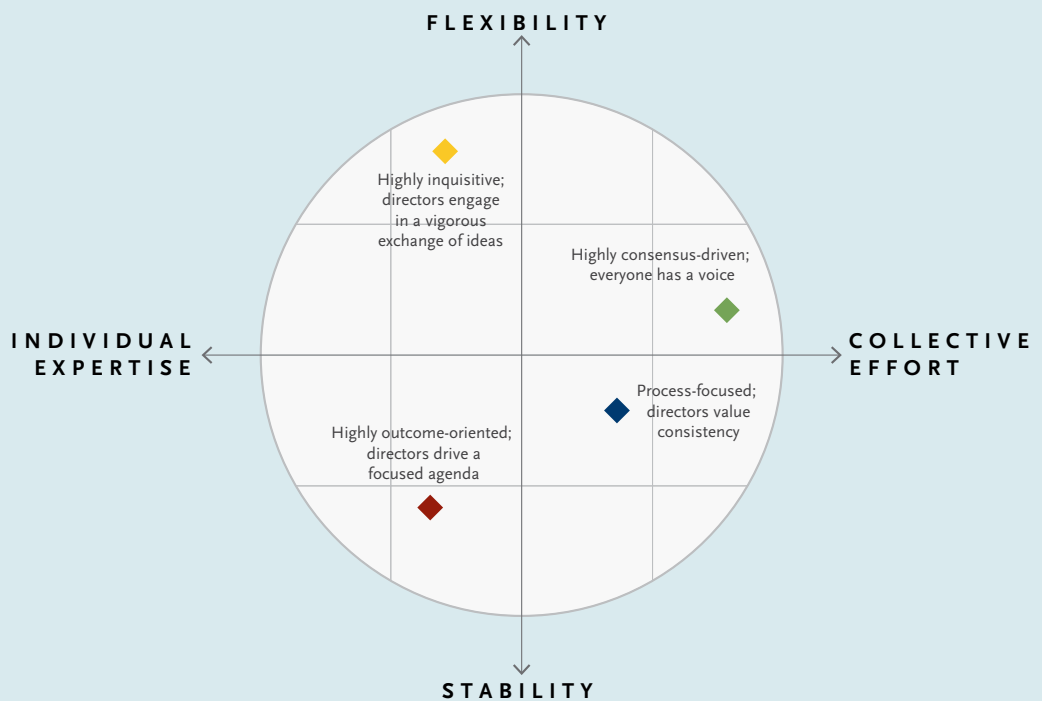 FLEXIBILITY
Highly inquisitive;
directors engage
in a vigorous
exchange of ideas
Highly consensus-driven;
everyone has a voice
INDIVIDUAL
EXPERTISE
COLLECTIVE
EFFORT
Process-focused;
directors value
consistency
Highly outcome-oriented;
directors drive a
focused agenda
STABILITY